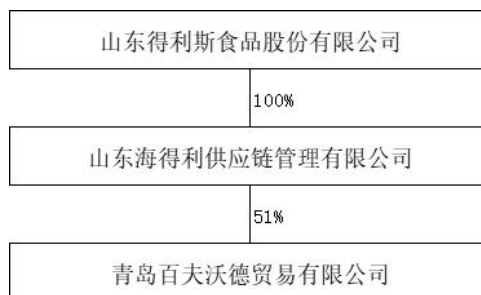 山东得利斯食品股份有限公司
100%
山东海得利供应链管理有限公司
51%
青岛百夫沃德贸易有限公司